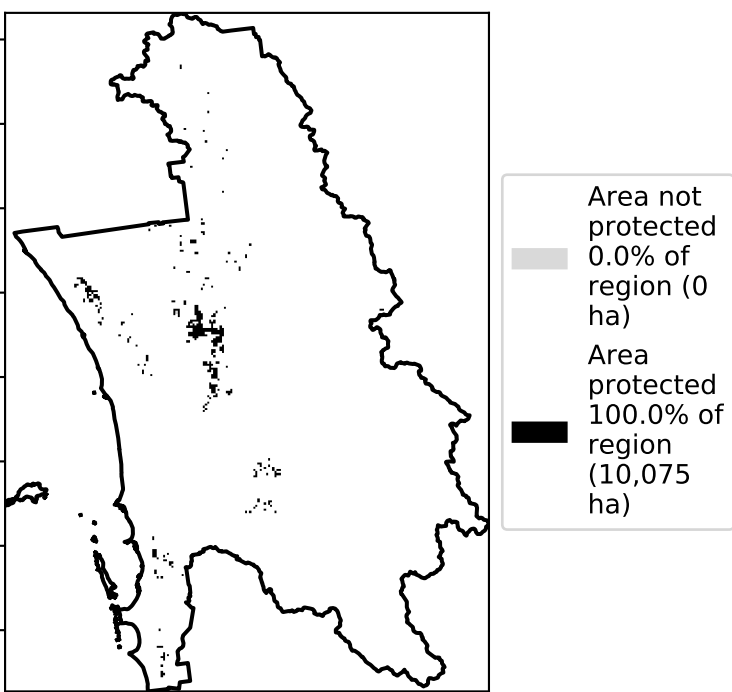 Area not
protected
0.0% of
region (0
ha)
Area
protected
100.0% of
region
(10,075
ha)